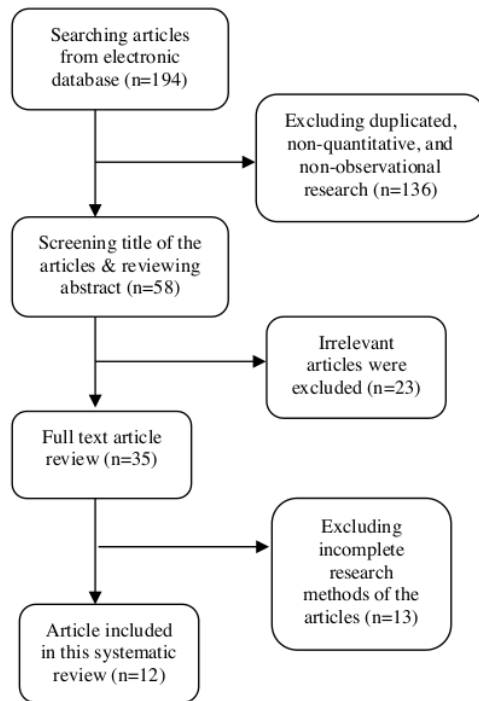 Searching articles
from electronic
database (n=194)
Excluding duplicated,
non-quantitative, and
non-observational
research (n=136)
Screening title of the
articles & reviewing
abstract (n=58)
Irrelevant
articles were
excluded (n=23)
Full text article
review (n=35)
Excluding
incomplete
research
methods of the
articles (n=13)
Article included
in this systematic
review (n=12)